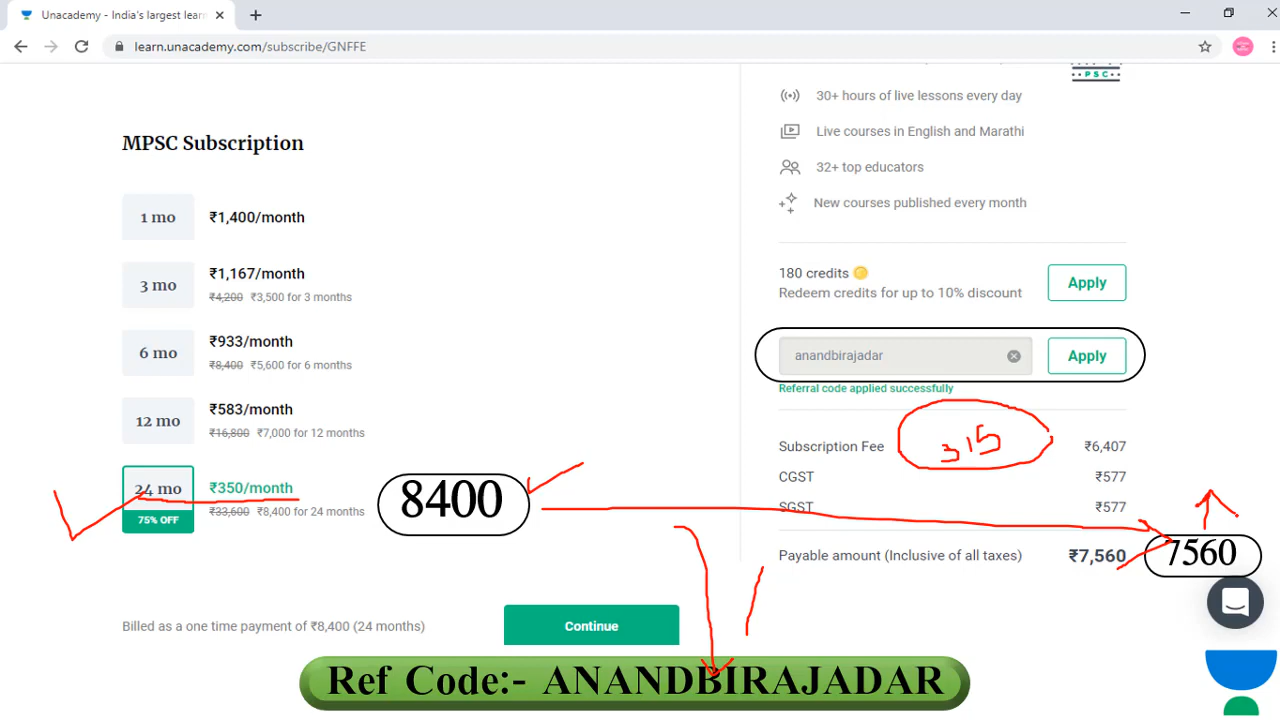 Unacademy - India's largest learn
learn.unacademy.com/subscribe/GNFFE
MPSC Subscription
1 mo ₹1,400/month
3 mo ₹1,167/month
₹4,200 ₹3,500 for 3 months
6 mo ₹933/month
₹8,400 ₹5,600 for 6 months
12 mo ₹583/month
₹16,800 ₹7,000 for 12 months
24 mo ₹350/month
75% OFF ₹33,600 ₹8,400 for 24 months
8400
Billed as a one time payment of ₹8,400 (24 months)
Continue
PSC
30+ hours of live lessons every day
Live courses in English and Marathi
32+ top educators
New courses published every month
180 credits
Redeem credits for up to 10% discount
Apply
anandbirajadar
Apply
Referral code applied successfully
315
Subscription Fee ₹6,407
CGST ₹577
SGST ₹577
Payable amount (Inclusive of all taxes) ₹7,560
7560
Ref Code:- ANANDBIRAJADAR